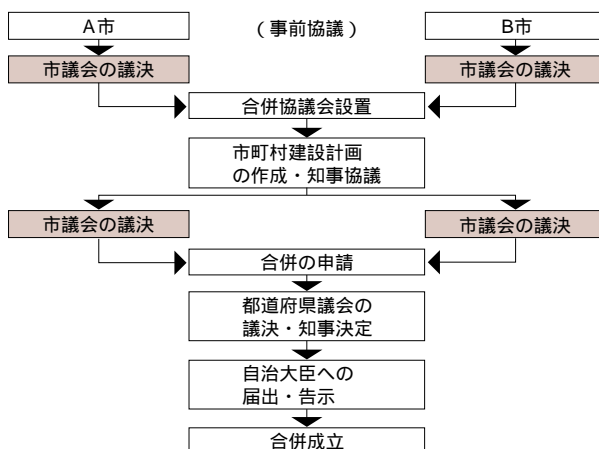 A市
（事前協議）
B市
市議会の議決
市議会の議決
合併協議会設置
市町村建設計画
の作成・知事協議
市議会の議決
市議会の議決
合併の申請
都道府県議会の
議決・知事決定
自治大臣への
届出・告示
合併成立